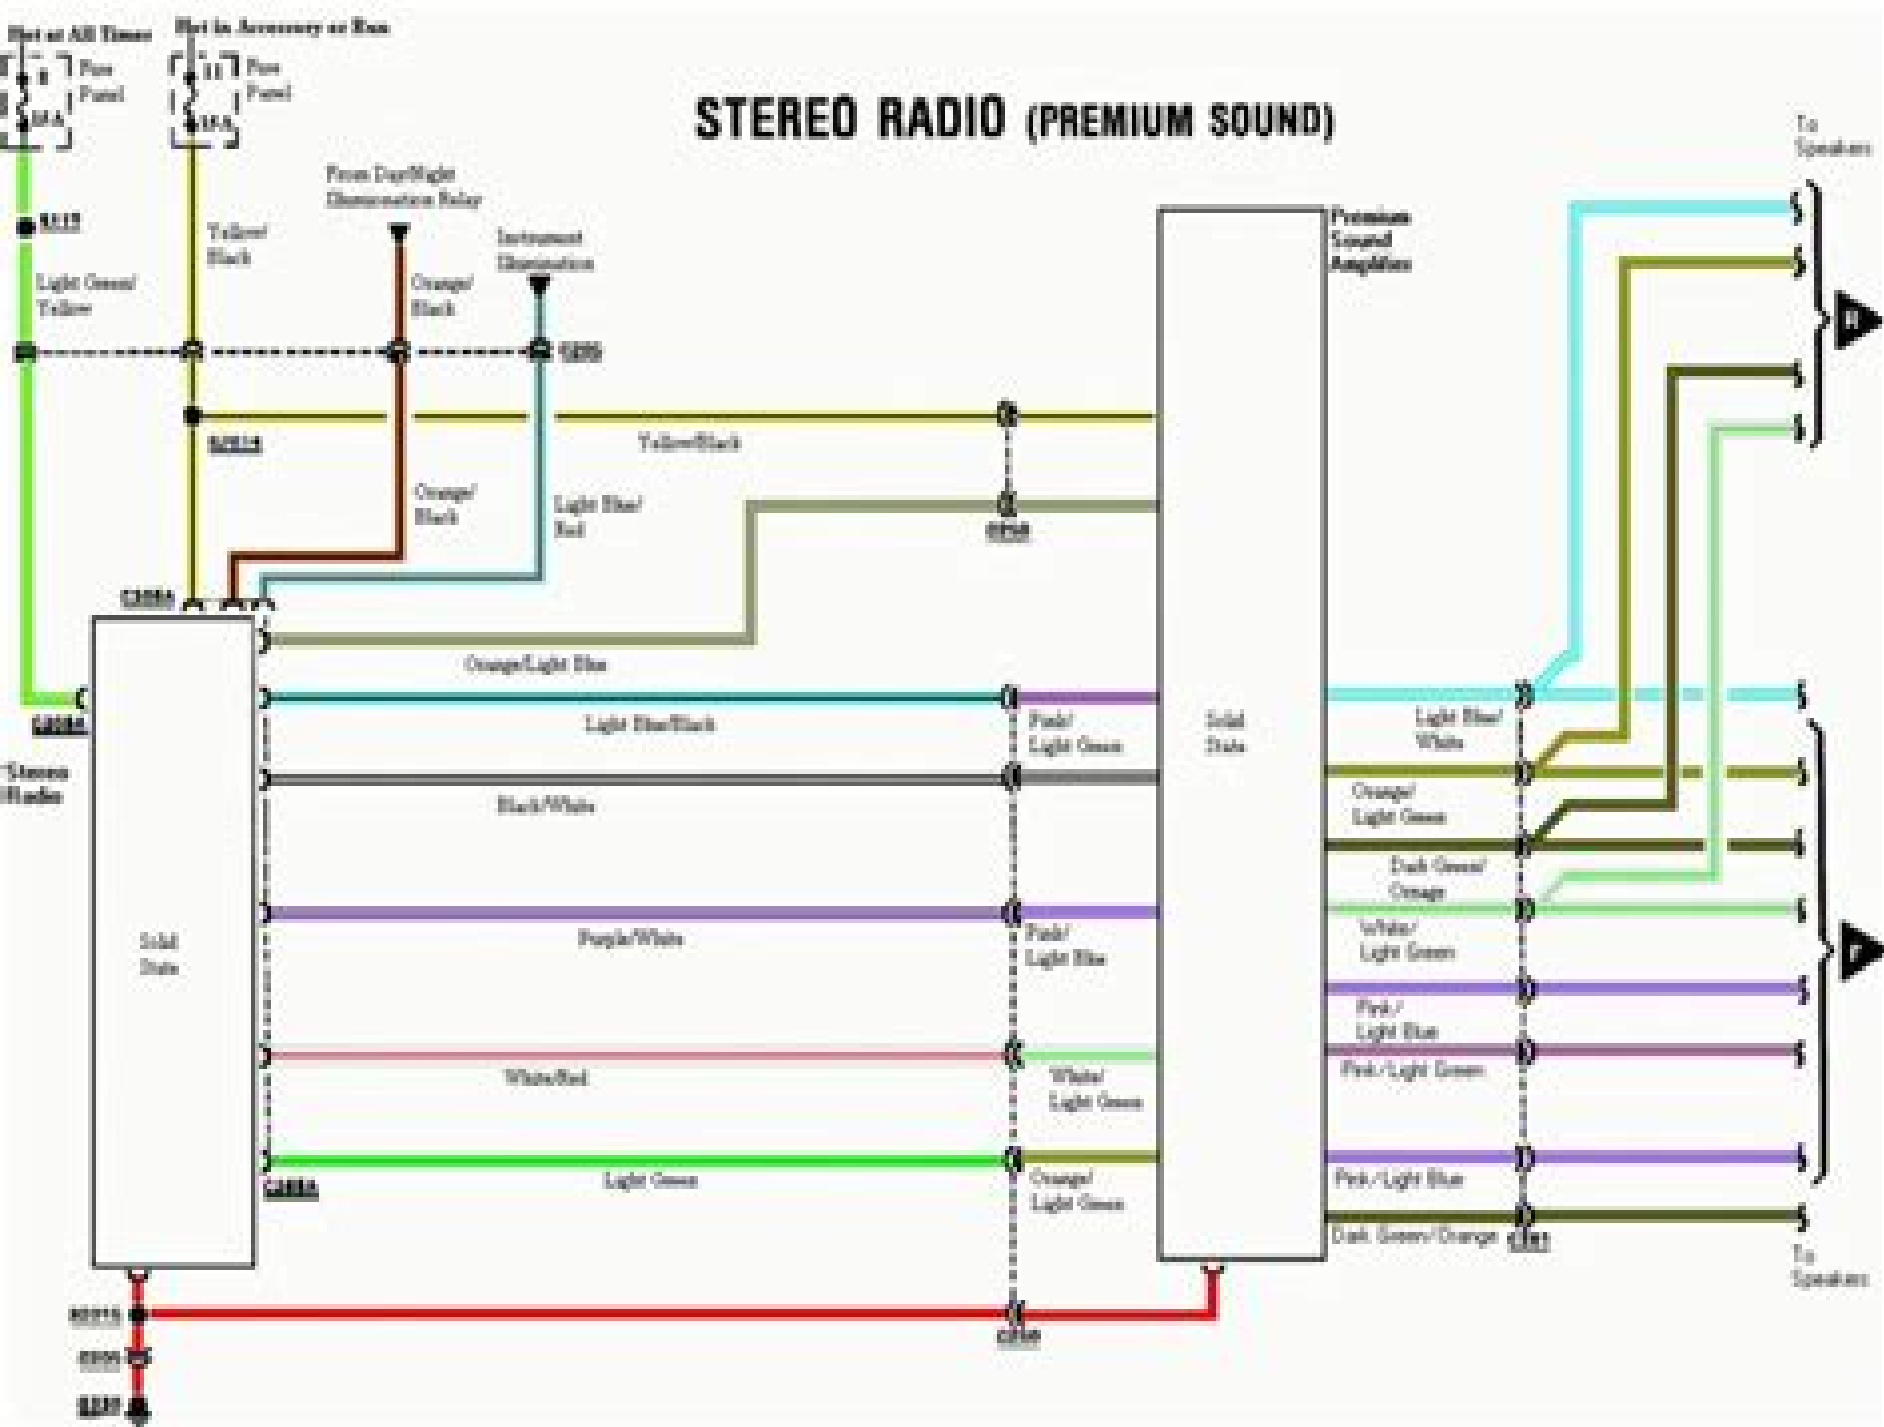 Hot at All Times
Hot in Accessory or Run
Fuse
Panel
11
Fuse
Panel
15A
STEREO RADIO (PREMIUM SOUND)
To
Speakers
From Day/Night
Illumination Relay
Yellow/
Black
Instrument
Illumination
Premium
Sound
Amplifier
Light Green/
Yellow
Orange/
Black
Yellow/Black
Orange/
Black
Light Blue/
Red
Orange/Light Blue
Light Blue/Black
Pink/
Light Green
Solid
State
Light Blue/
White
Stereo
Radio
Black/White
Orange/
Light Green
Dark Green/
Orange
Solid
State
Purple/White
Pink/
Light Blue
White/
Light Green
Pink/
Light Blue
White/Red
White/
Light Green
Pink/Light Green
Light Green
Orange/
Light Green
Pink/Light Blue
Dark Green/Orange
To
Speakers